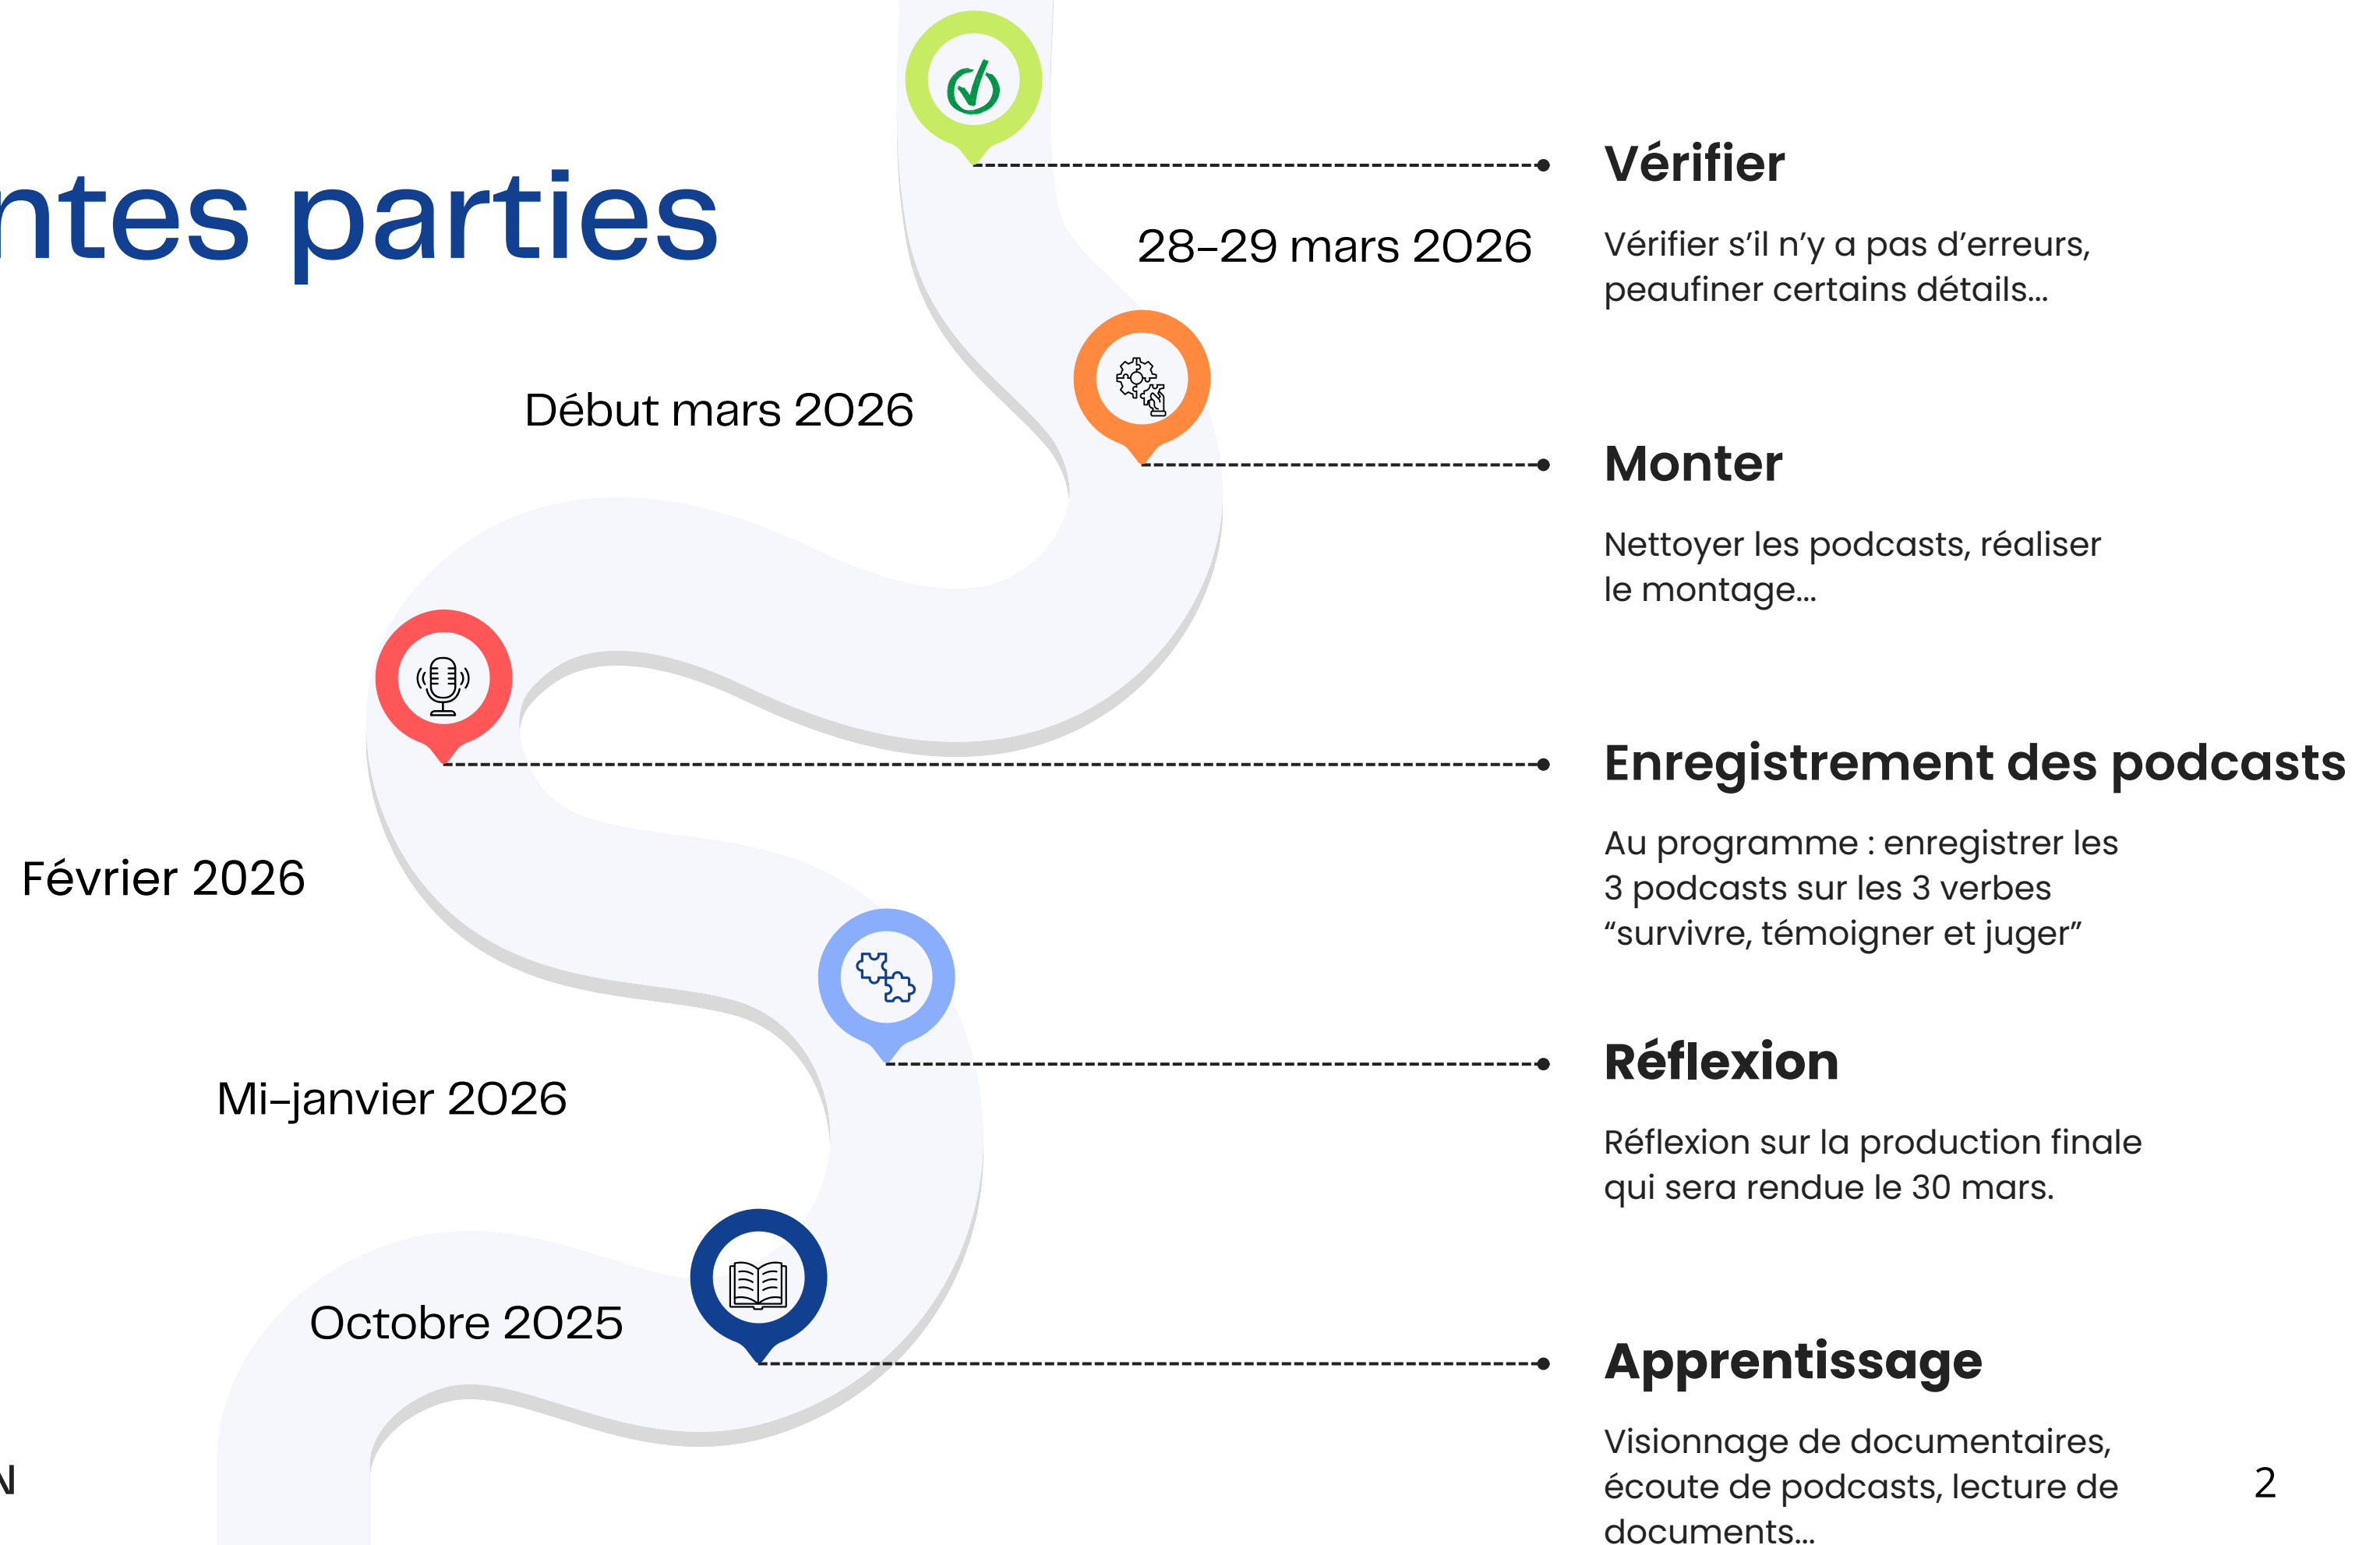 ntes parties
Vérifier
28-29 mars 2026
Vérifier s’il n’y a pas d’erreurs,
peaufiner certains détails...
Début mars 2026
Monter
Nettoyer les podcasts, réaliser
le montage...
Enregistrement des podcasts
Au programme : enregistrer les
3 podcasts sur les 3 verbes
“survivre, témoigner et juger”
Février 2026
Réflexion
Mi-janvier 2026
Réflexion sur la production finale
qui sera rendue le 30 mars.
Octobre 2025
Apprentissage
Visionnage de documentaires,
écoute de podcasts, lecture de
documents...
N
2